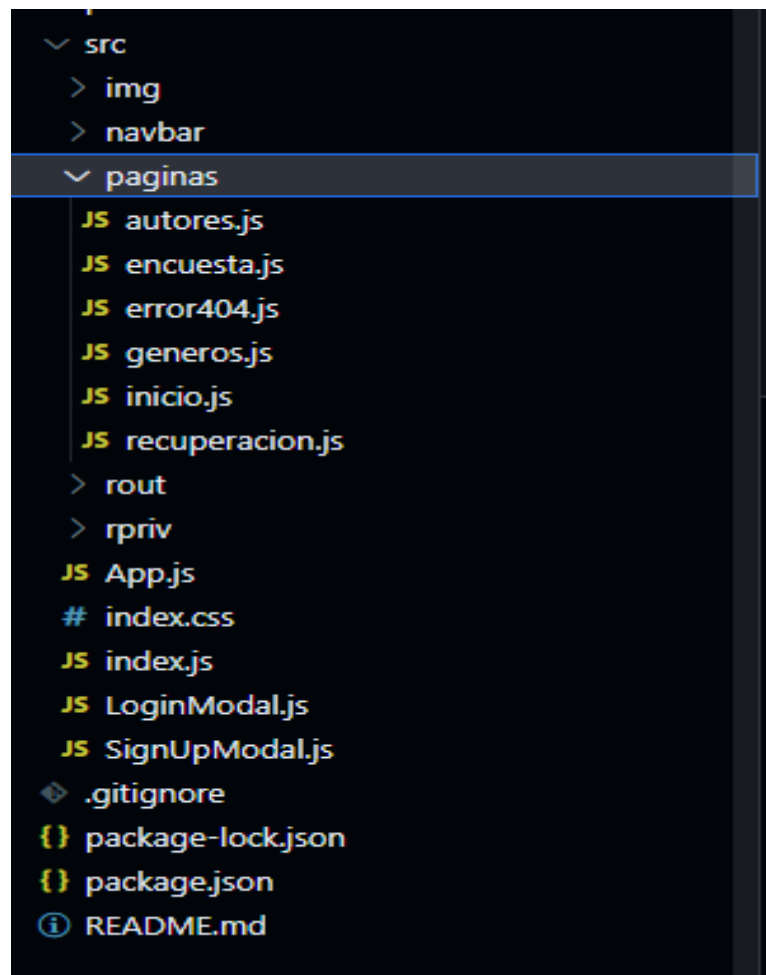 src
img
navbar
paginas
JS autores.js
JS encuesta.js
JS error404.js
JS generos.js
JS inicio.js
JS recuperacion.js
rout
rpriv
JS App.js
# index.css
JS index.js
JS LoginModal.js
JS SignUpModal.js
.gitignore
{} package-lock.json
{} package.json
README.md